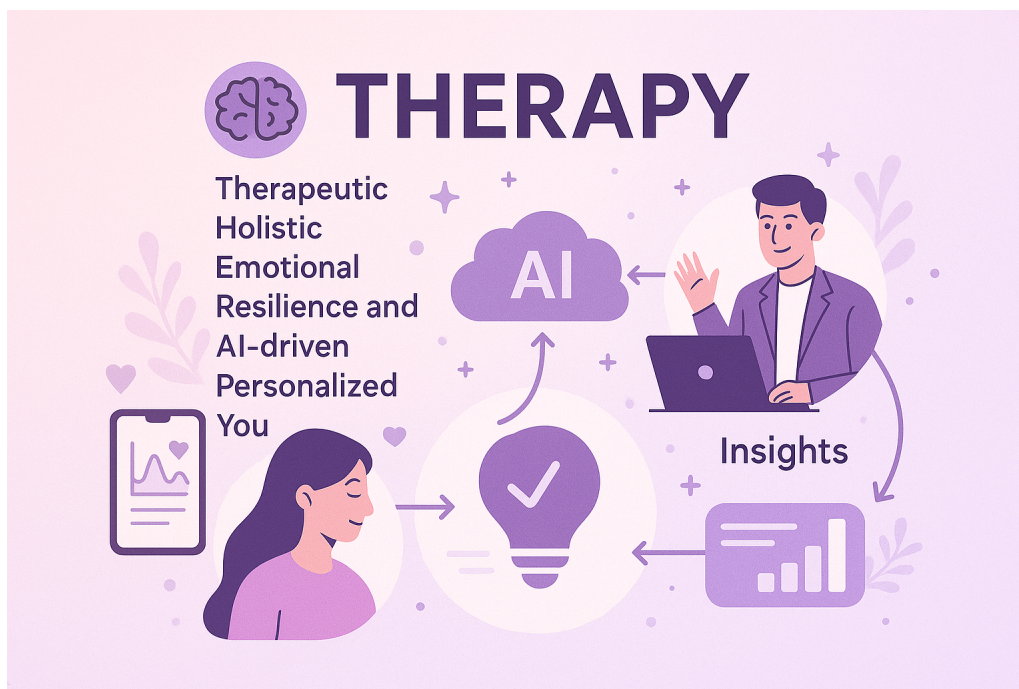 THERAPY
Therapeutic
Holistic
Emotional
Resilience and
AI-driven
Personalized
You
AI
Insights